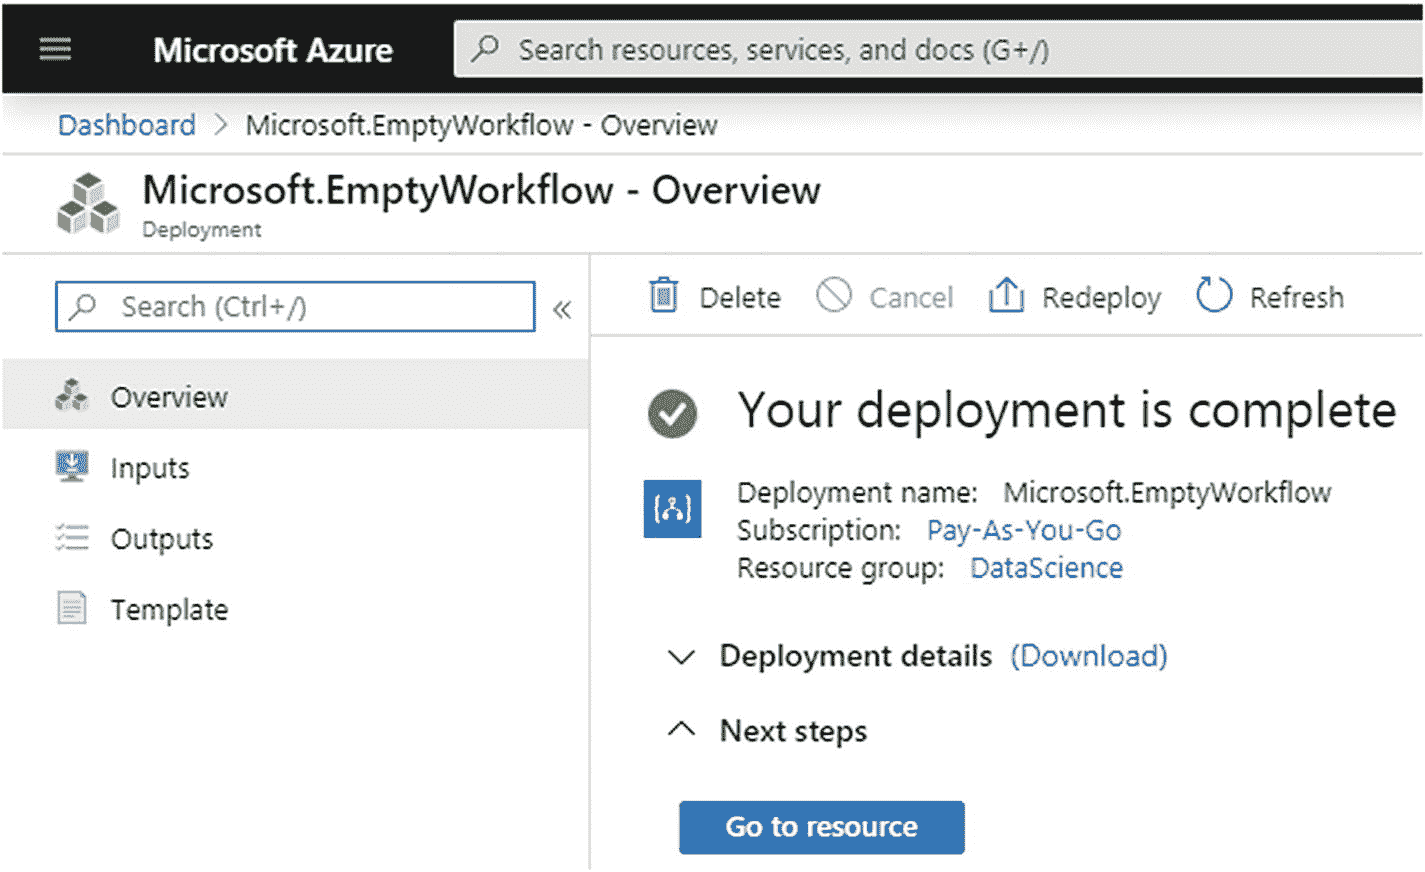 Microsoft Azure
Search resources, services, and docs (G+/)
Dashboard > Microsoft.EmptyWorkflow - Overview
Microsoft.EmptyWorkflow - Overview
Deployment
Search (Ctrl+/)
«
Delete
Cancel
Redeploy
Refresh
Overview
Inputs
Outputs
Template
Your deployment is complete
Deployment name: Microsoft.EmptyWorkflow
Subscription: Pay-As-You-Go
Resource group: DataScience
Deployment details (Download)
Next steps
Go to resource